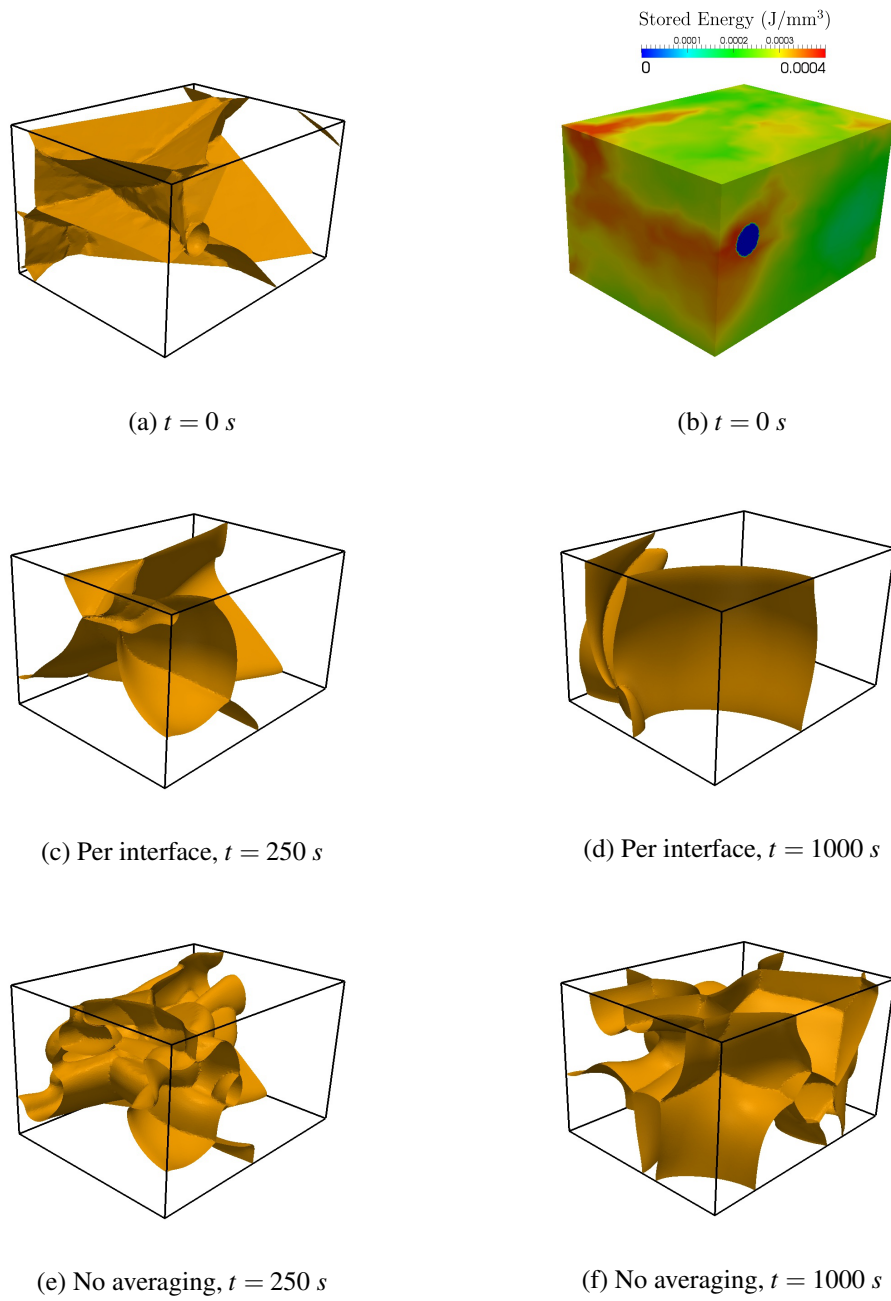 Stored Energy (J/mm³)
0.0001 0.0002 0.0003
0 0.0004
(a) t = 0 s
(b) t = 0 s
(c) Per interface, t = 250 s
(d) Per interface, t = 1000 s
(e) No averaging, t = 250 s
(f) No averaging, t = 1000 s